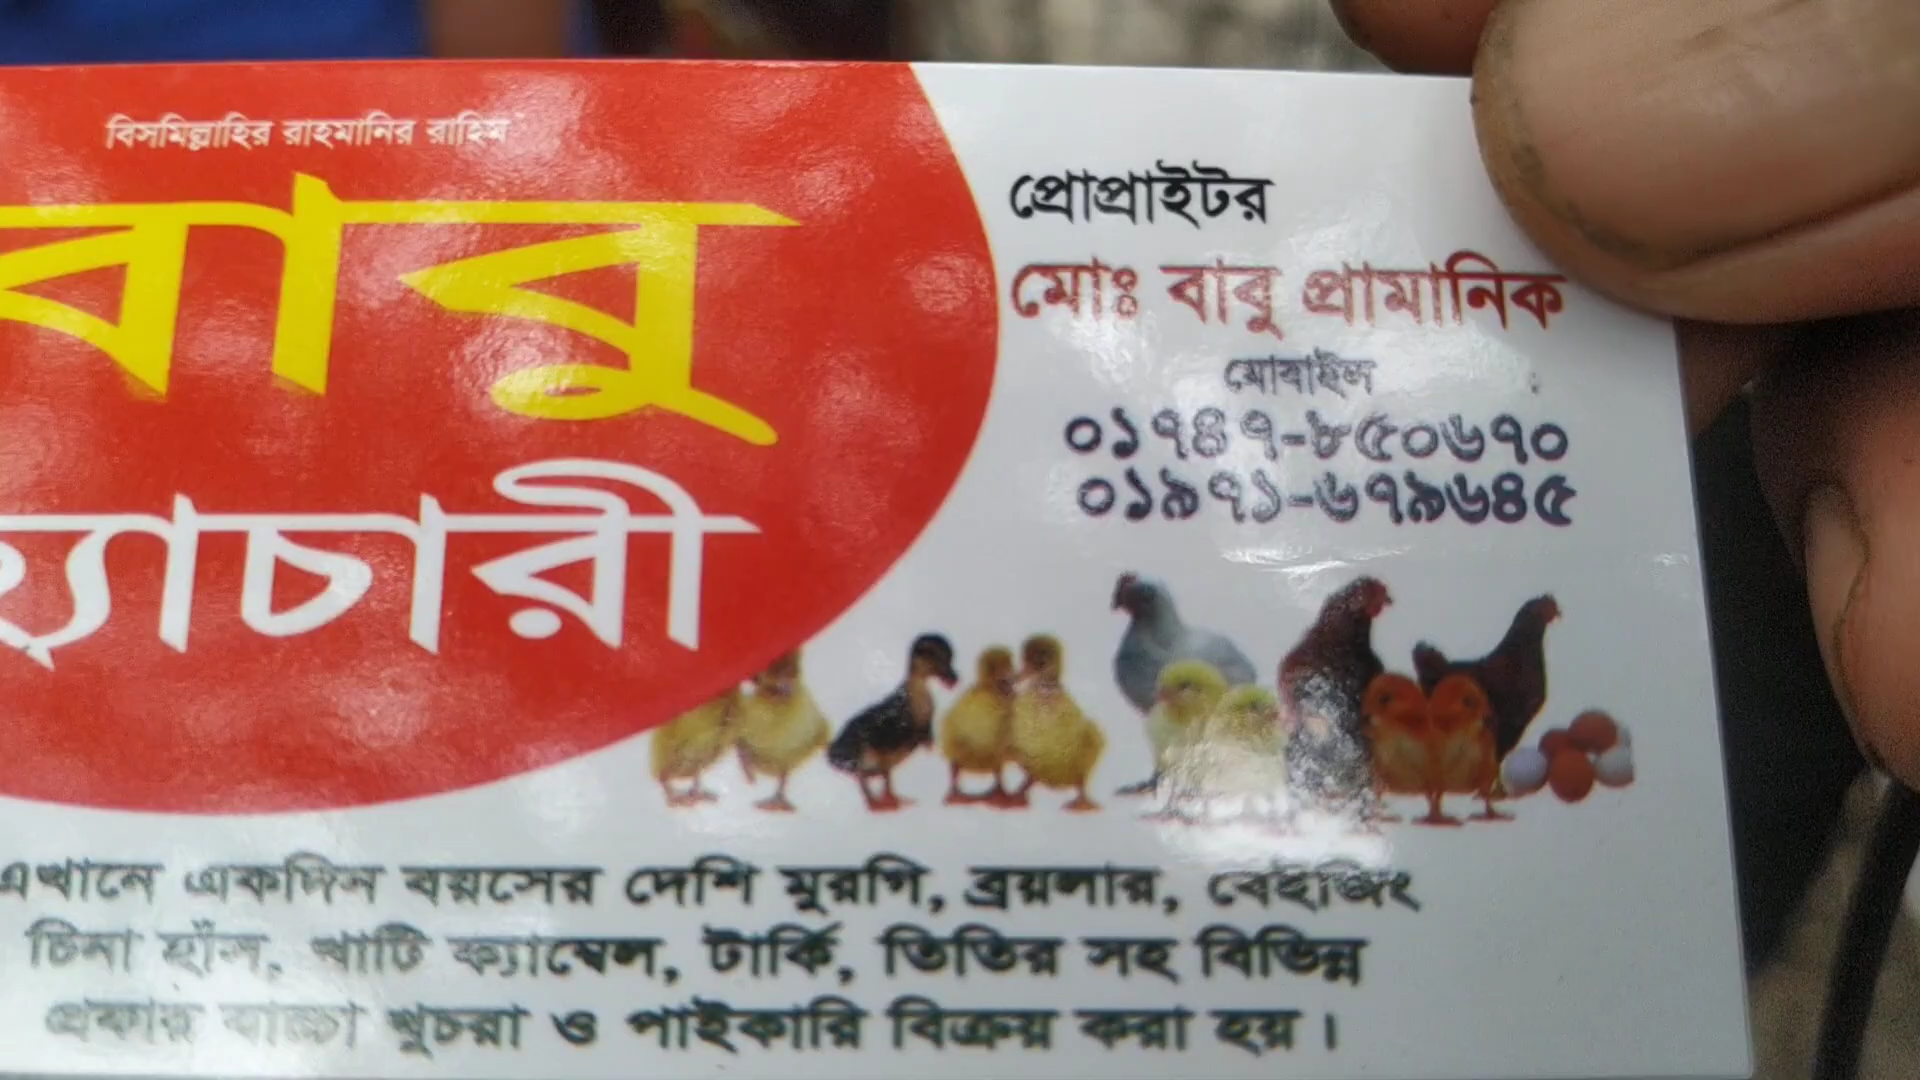 বিসমিল্লাহির রাহমানির রাহিম
বাবু
হ্যাচারী
প্রোপ্রাইটর
মোঃ বাবু প্রামানিক
মোবাইল :
০১৭৪৭-৮৫০৬৭০
০১৯৭১-৬৭৯৬৪৫
এখানে একদিন বয়সের দেশি মুরগি, ব্রয়লার, বেইজিং
চিনা হাঁস, খাটি ক্যাম্বেল, টার্কি, তিতির সহ বিভিন্ন
প্রকার বাচ্চা খুচরা ও পাইকারি বিক্রয় করা হয়।